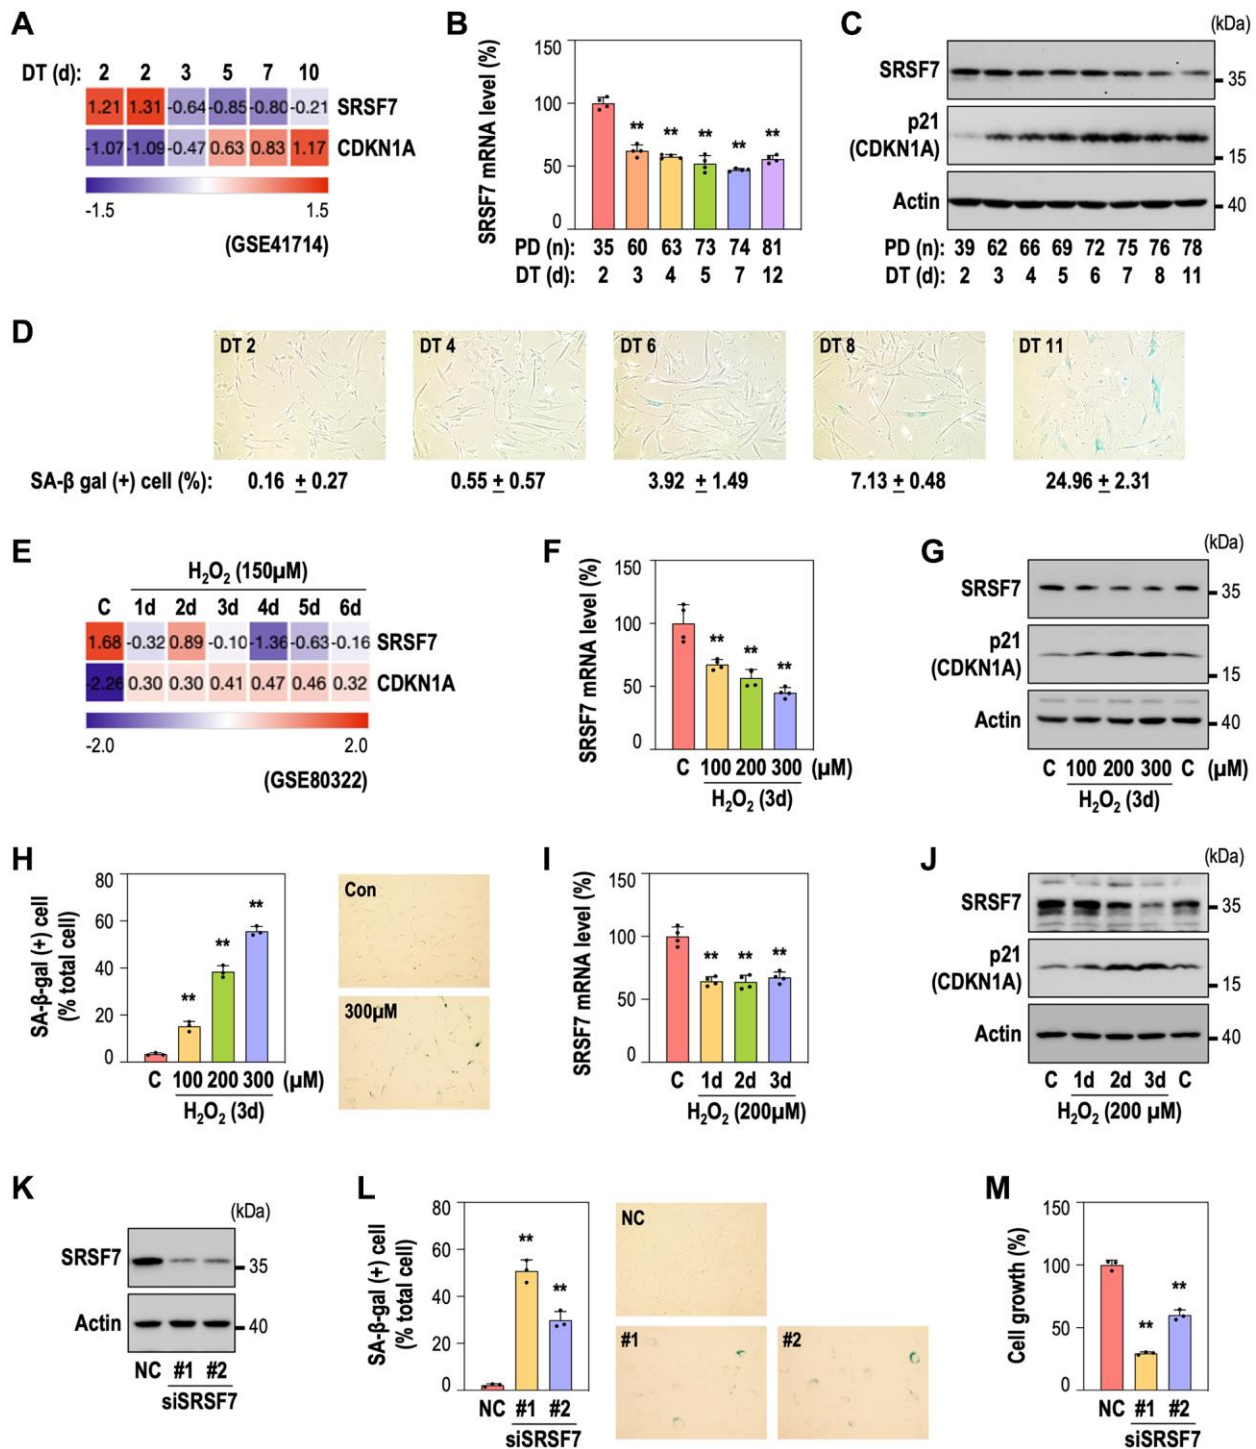 A
DT (d): 2 2 3 5 7 10
1.21 1.31 -0.64 -0.85 -0.80 -0.21 SRSF7
-1.07 -1.09 -0.47 0.63 0.83 1.17 CDKN1A
-1.5 1.5
(GSE41714)
B
SRSF7 mRNA level (%)
150
100
50
0
** ** ** ** **
PD (n): 35 60 63 73 74 81
DT (d): 2 3 4 5 7 12
C
(kDa)
SRSF7
35
p21
(CDKN1A)
15
Actin
40
PD (n): 39 62 66 69 72 75 76 78
DT (d): 2 3 4 5 6 7 8 11
D
DT 2 DT 4 DT 6 DT 8 DT 11
SA-β gal (+) cell (%): 0.16 ± 0.27 0.55 ± 0.57 3.92 ± 1.49 7.13 ± 0.48 24.96 ± 2.31
E
H₂O₂ (150μM)
C 1d 2d 3d 4d 5d 6d
1.68 -0.32 0.89 -0.10 -1.36 -0.63 -0.16 SRSF7
-2.26 0.30 0.30 0.41 0.47 0.46 0.32 CDKN1A
-2.0 2.0
(GSE80322)
F
SRSF7 mRNA level (%)
150
100
50
0
** ** **
C 100 200 300 (μM)
H₂O₂ (3d)
G
(kDa)
SRSF7
35
p21
(CDKN1A)
15
Actin
40
C 100 200 300 C (μM)
H₂O₂ (3d)
H
SA-β-gal (+) cell
(% total cell)
80
60
40
20
0
** ** **
C 100 200 300 (μM)
H₂O₂ (3d)
Con
300μM
I
SRSF7 mRNA level (%)
150
100
50
0
** ** **
C 1d 2d 3d
H₂O₂ (200μM)
J
(kDa)
SRSF7
35
p21
(CDKN1A)
15
Actin
40
C 1d 2d 3d C
H₂O₂ (200 μM)
K
(kDa)
SRSF7
35
Actin
40
NC #1 #2
siSRSF7
L
SA-β-gal (+) cell
(% total cell)
80
60
40
20
0
** **
NC #1 #2
siSRSF7
NC
#1 #2
M
Cell growth (%)
150
100
50
0
** **
NC #1 #2
siSRSF7